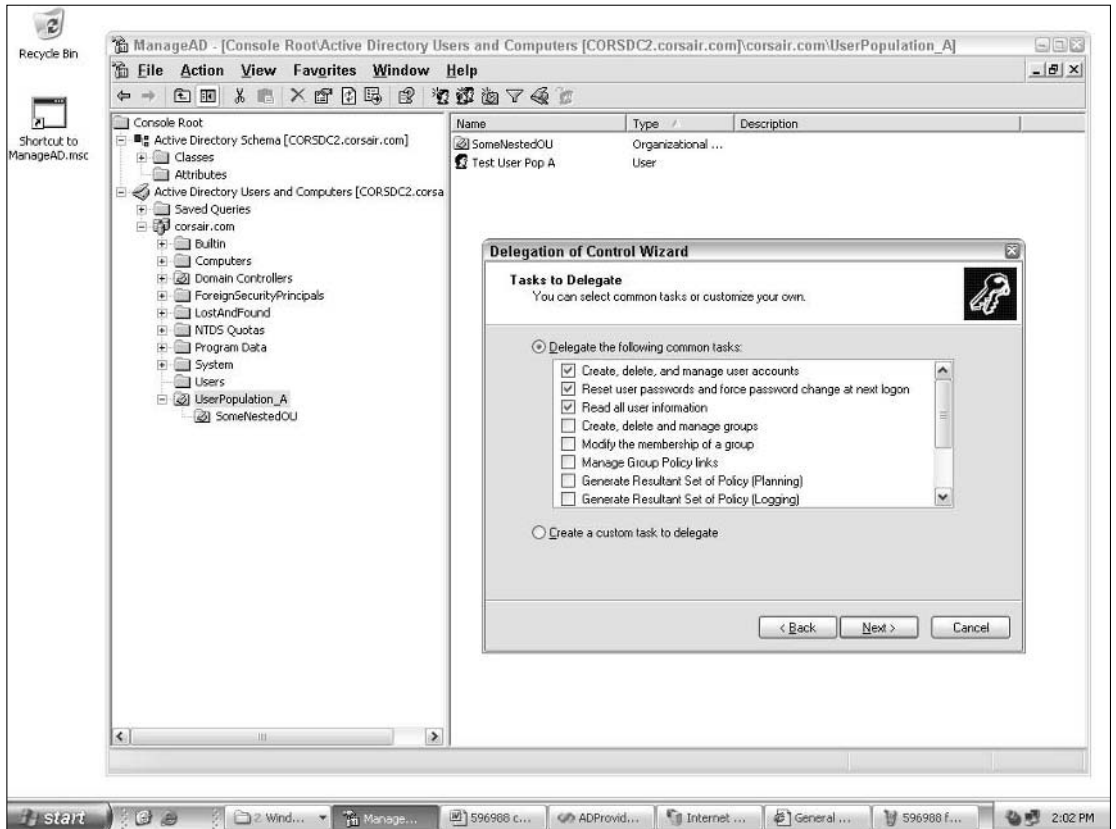 Recycle Bin
Shortcut to
ManageAD.msc
ManageAD - [Console Root\Active Directory Users and Computers [CORSDC2.corsair.com]\corsair.com\UserPopulation_A]
File Action View Favorites Window Help
Console Root
Active Directory Schema [CORSDC2.corsair.com]
Classes
Attributes
Active Directory Users and Computers [CORSDC2.corsa
Saved Queries
corsair.com
Builtin
Computers
Domain Controllers
ForeignSecurityPrincipals
LostAndFound
NTDS Quotas
Program Data
System
Users
UserPopulation_A
SomeNestedOU
Name Type Description
SomeNestedOU Organizational ...
Test User Pop A User
Delegation of Control Wizard
Tasks to Delegate
You can select common tasks or customize your own.
Delegate the following common tasks:
Create, delete, and manage user accounts
Reset user passwords and force password change at next logon
Read all user information
Create, delete and manage groups
Modify the membership of a group
Manage Group Policy links
Generate Resultant Set of Policy (Planning)
Generate Resultant Set of Policy (Logging)
Create a custom task to delegate
< Back Next > Cancel
start 2 Wind... Manage... 596988 c... ADProvid... Internet ... General ... 596988 f... 2:02 PM